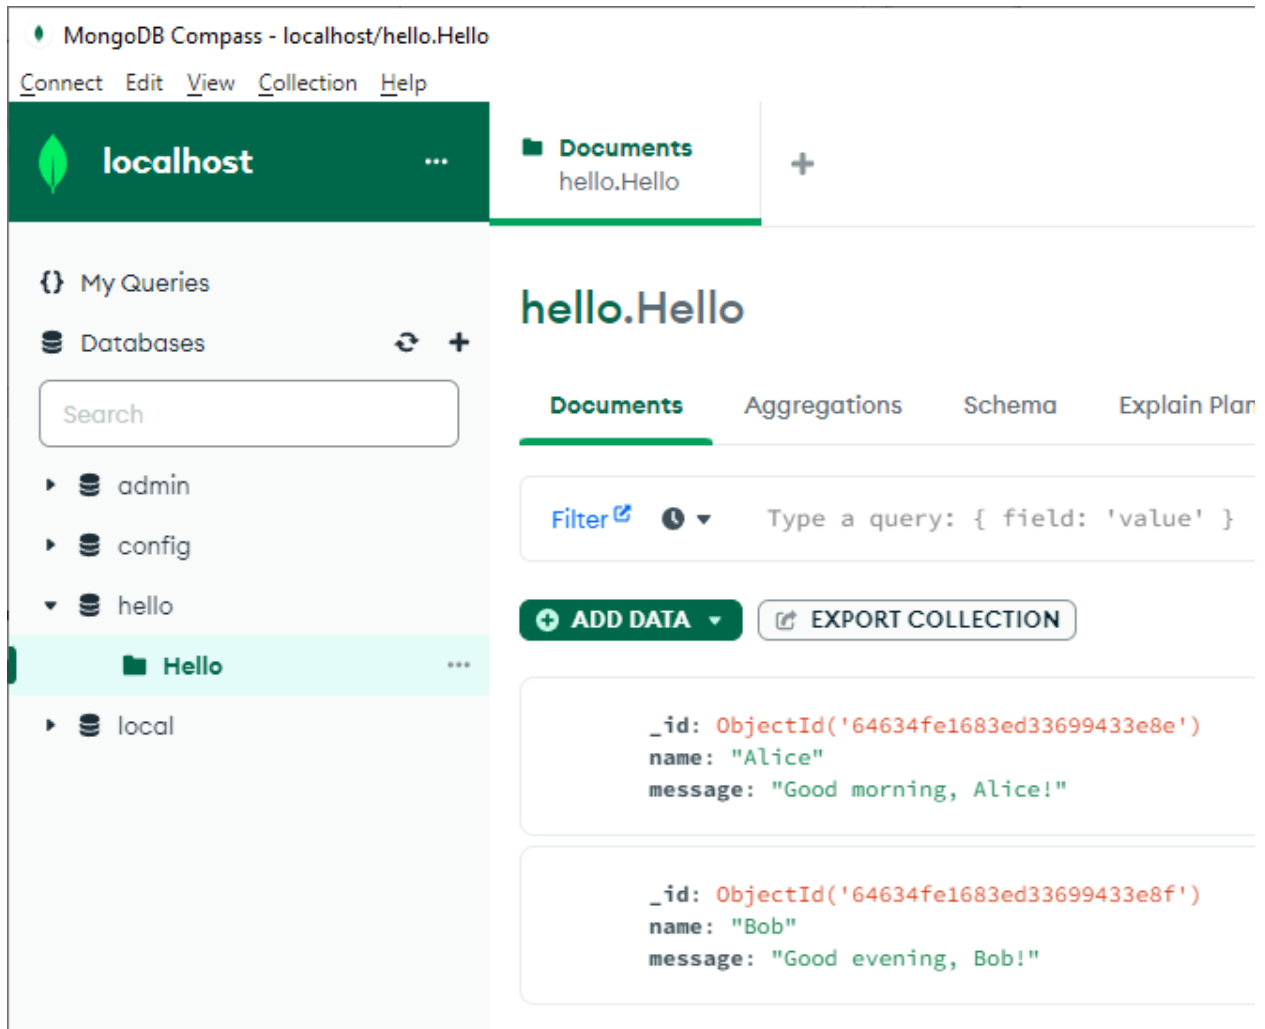 MongoDB Compass - localhost/hello.Hello
Connect Edit View Collection Help
localhost
Documents
hello.Hello
My Queries
Databases
Search
admin
config
hello
Hello
local
hello.Hello
Documents Aggregations Schema Explain Plan
Filter Type a query: { field: 'value' }
ADD DATA EXPORT COLLECTION
_id: ObjectId('64634fe1683ed33699433e8e')
name: "Alice"
message: "Good morning, Alice!"
_id: ObjectId('64634fe1683ed33699433e8f')
name: "Bob"
message: "Good evening, Bob!"